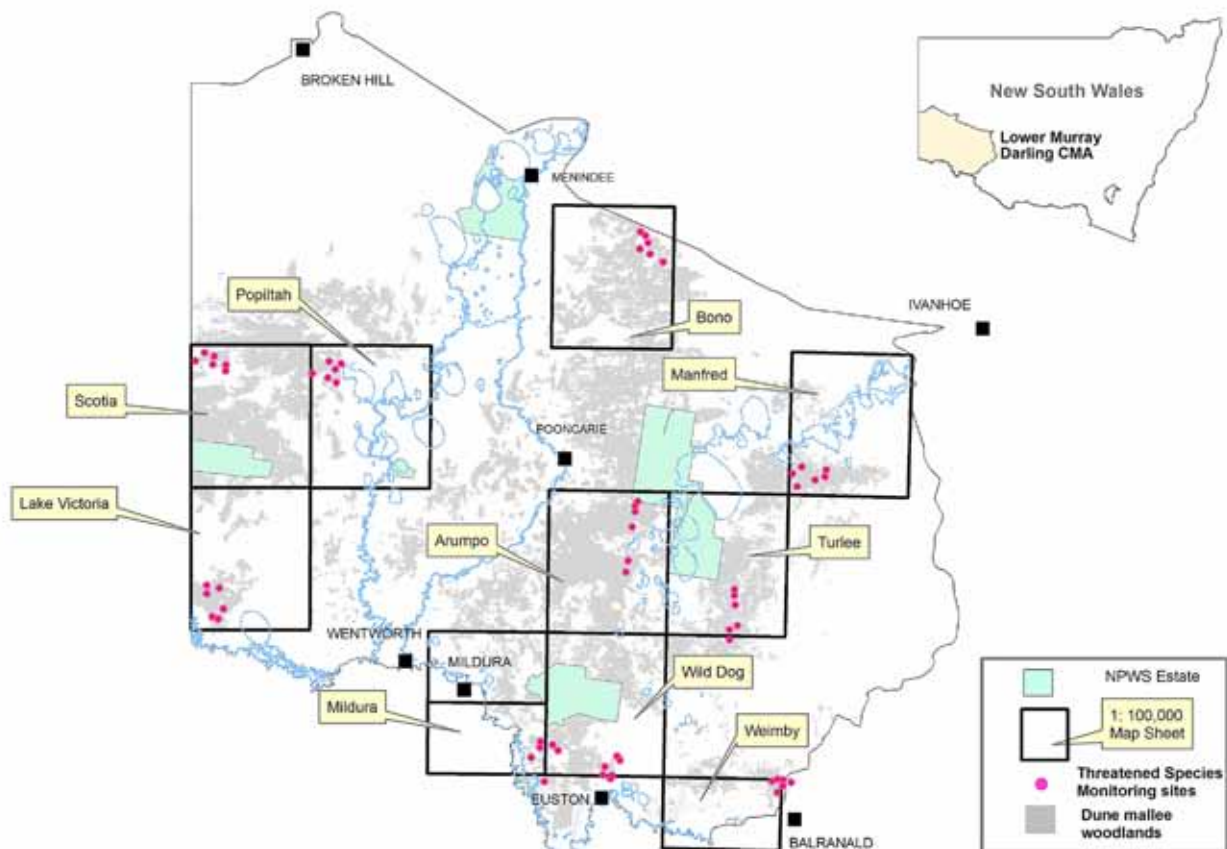 BROKEN HILL
New South Wales
Lower Murray
Darling CMA
MENINDEE
Popiltah
IVANHOE
Bono
Manfred
Scotia
POONCARIE
Lake Victoria
Arumpo
Turlee
WENTWORTH
MILDURA
Wild Dog
Mildura
Weimby
EUSTON
BALRANALD
NPWS Estate
1: 100,000
Map Sheet
Threatened Species
Monitoring sites
Dune mallee
woodlands